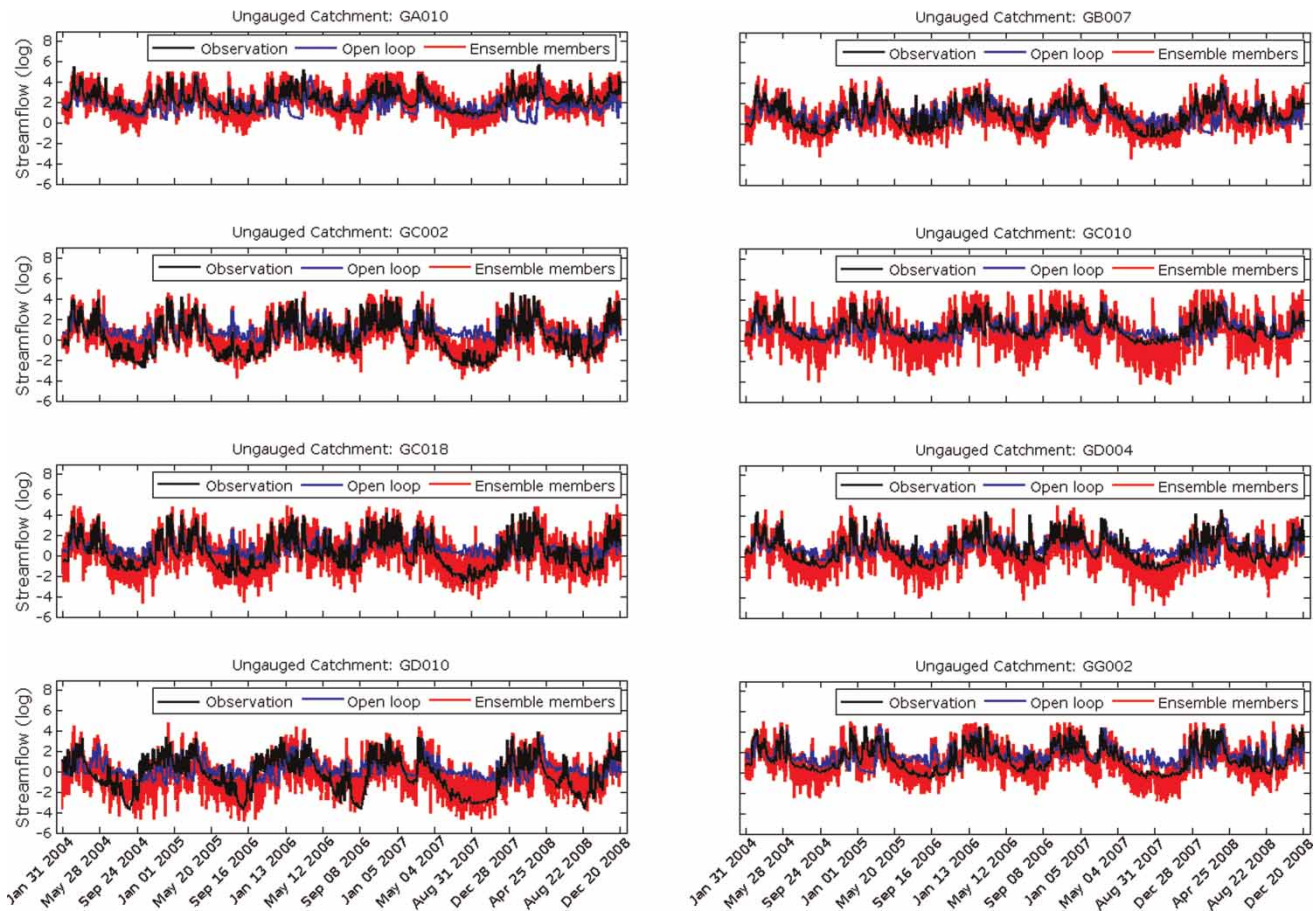 Ungauged Catchment: GA010
Streamflow (log)
8
6
4
2
0
-2
-4
-6
Observation Open loop Ensemble members
Ungauged Catchment: GB007
Observation Open loop Ensemble members
Ungauged Catchment: GC002
Streamflow (log)
8
6
4
2
0
-2
-4
-6
Observation Open loop Ensemble members
Ungauged Catchment: GC010
Observation Open loop Ensemble members
Ungauged Catchment: GC018
Streamflow (log)
8
6
4
2
0
-2
-4
-6
Observation Open loop Ensemble members
Ungauged Catchment: GD004
Observation Open loop Ensemble members
Ungauged Catchment: GD010
Streamflow (log)
8
6
4
2
0
-2
-4
-6
Observation Open loop Ensemble members
Jan 31 2004
May 28 2004
Sep 24 2004
Jan 01 2005
May 20 2005
Sep 16 2006
Jan 13 2006
May 12 2006
Sep 08 2006
Jan 05 2007
May 04 2007
Aug 31 2007
Dec 28 2007
Apr 25 2008
Aug 22 2008
Dec 20 2008
Ungauged Catchment: GG002
Observation Open loop Ensemble members
Jan 31 2004
May 28 2004
Sep 24 2004
Jan 01 2005
May 20 2005
Sep 16 2006
Jan 13 2006
May 12 2006
Sep 08 2006
Jan 05 2007
May 04 2007
Aug 31 2007
Dec 28 2007
Apr 25 2008
Aug 22 2008
Dec 20 2008